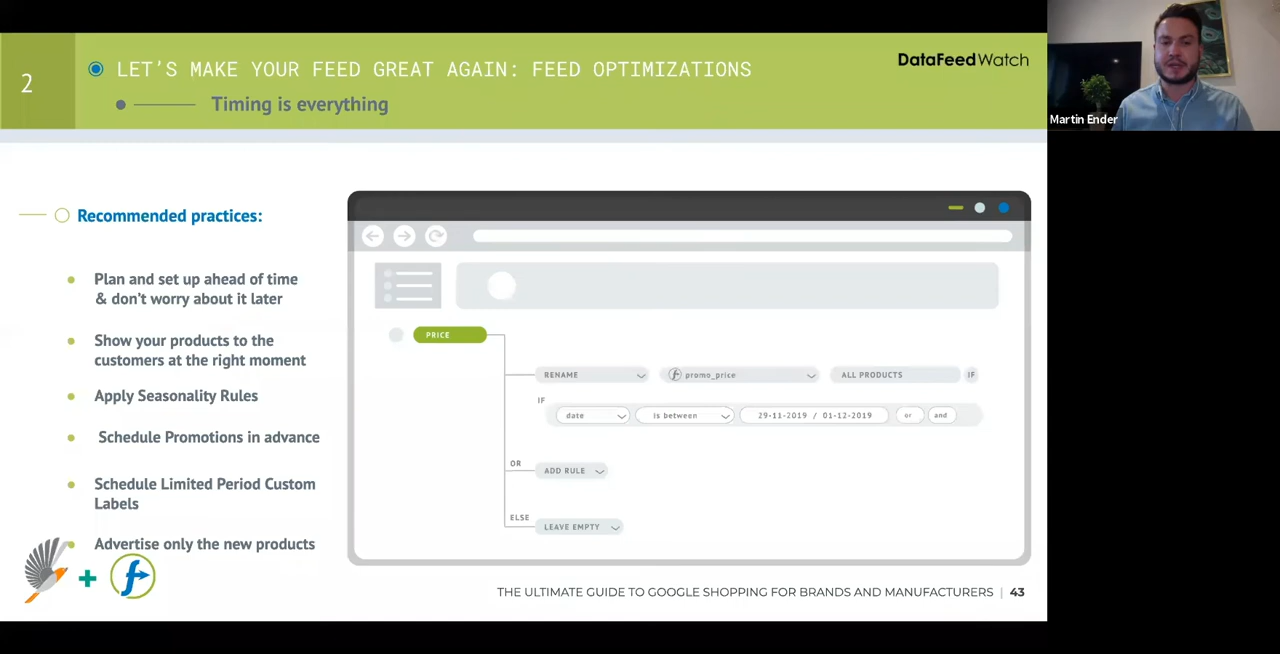 2
LET'S MAKE YOUR FEED GREAT AGAIN: FEED OPTIMIZATIONS
Timing is everything
DataFeedWatch
Martin Ender
Recommended practices:
Plan and set up ahead of time
& don't worry about it later
Show your products to the
customers at the right moment
Apply Seasonality Rules
Schedule Promotions in advance
Schedule Limited Period Custom
Labels
Advertise only the new products
PRICE
RENAME
promo_price
ALL PRODUCTS
IF
IF
date
is between
29-11-2019 / 01-12-2019
or
and
OR
ADD RULE
ELSE
LEAVE EMPTY
THE ULTIMATE GUIDE TO GOOGLE SHOPPING FOR BRANDS AND MANUFACTURERS | 43